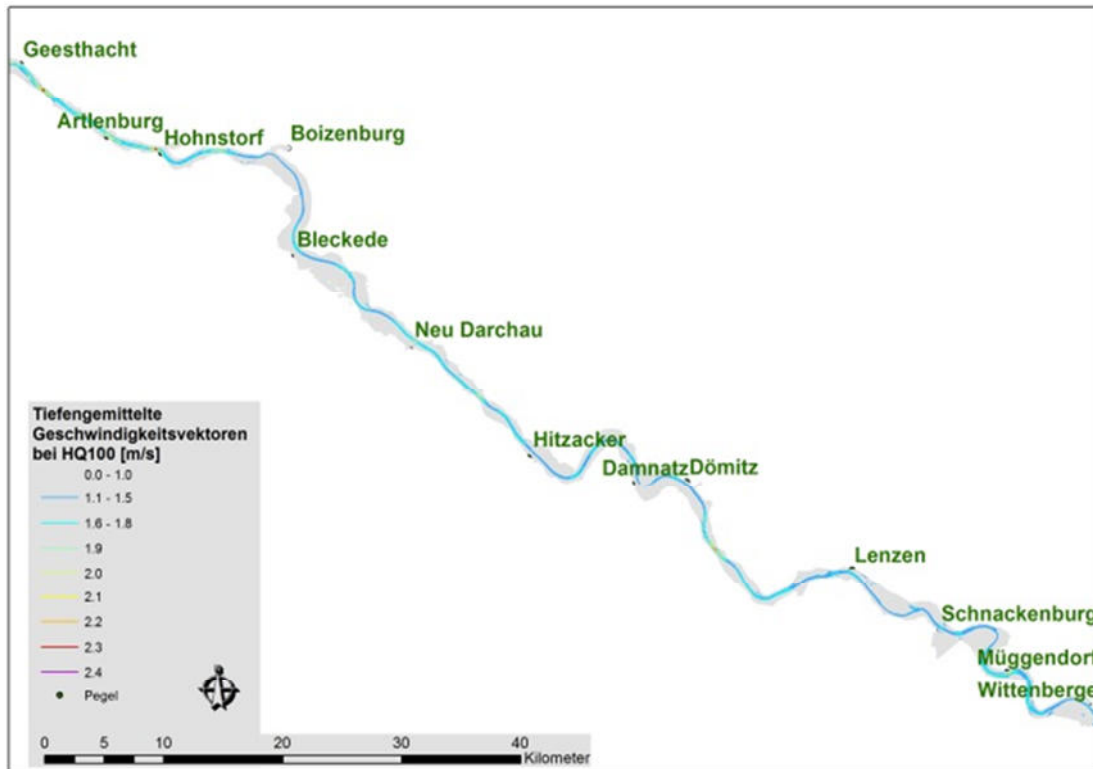 Geesthacht
Artlenburg
Hohnstorf
Boizenburg
Bleckede
Neu Darchau
Hitzacker
Damnatz
Dömitz
Lenzen
Schnackenburg
Müggendorf
Wittenberge
Tiefengemittelte
Geschwindigkeitsvektoren
bei HQ100 [m/s]
0.0 - 1.0
1.1 - 1.5
1.6 - 1.8
1.9
2.0
2.1
2.2
2.3
2.4
Pegel
0 5 10 20 30 40
Kilometer